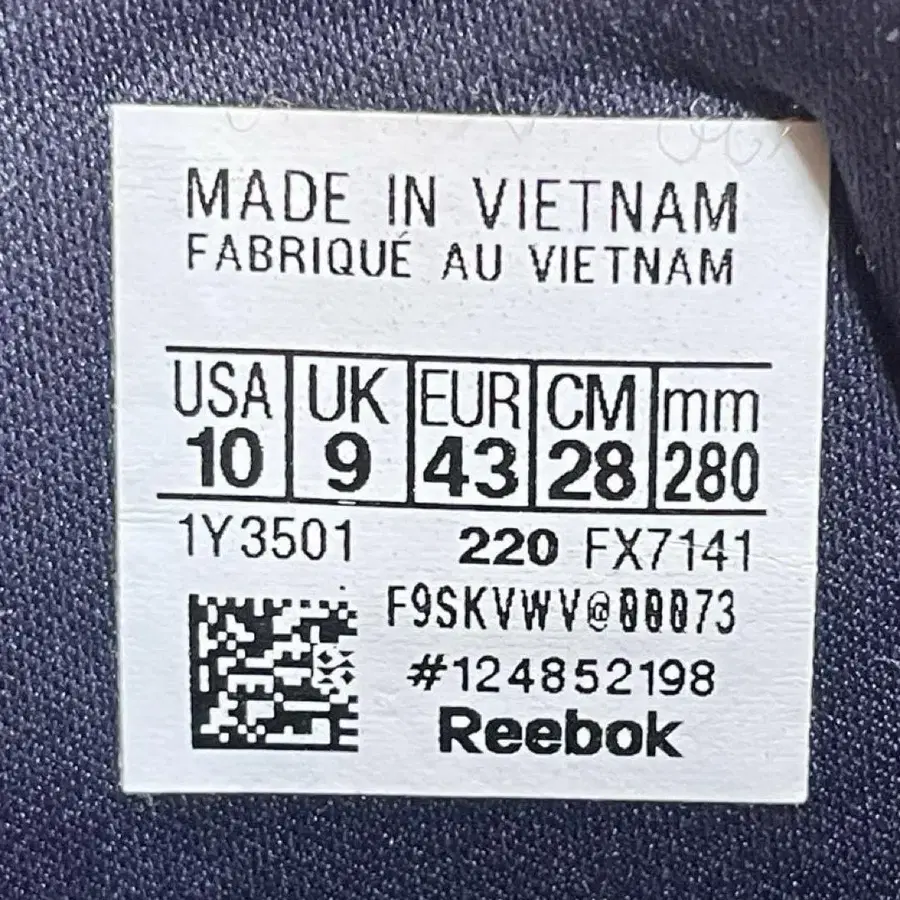 MADE IN VIETNAM
FABRIQUÉ AU VIETNAM
USA UK EUR CM mm
10 9 43 28 280
1Y3501 220 FX7141
F9SKVWV@00073
#124852198
Reebok